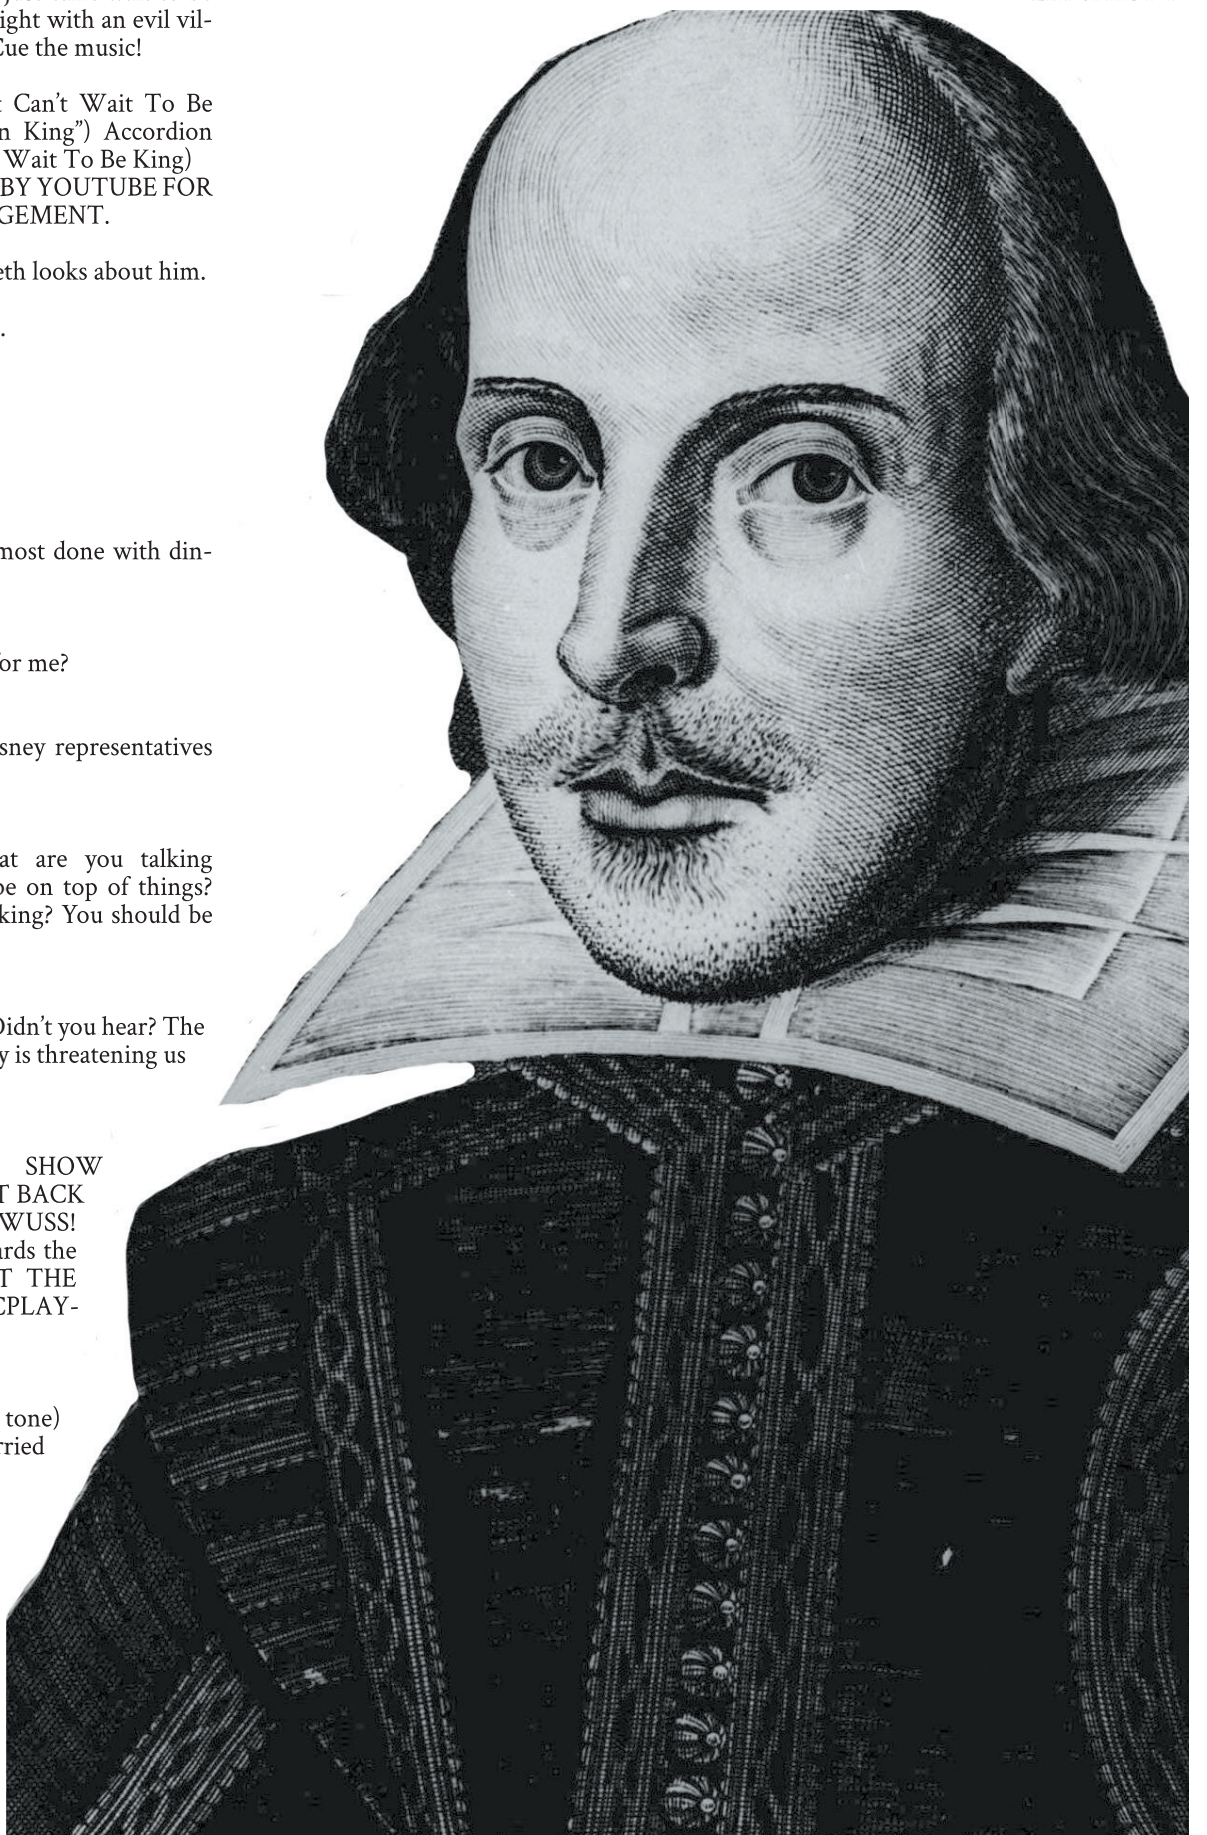 ight with an evil vil-
Cue the music!
t Can't Wait To Be
n King") Accordion
Wait To Be King)
BY YOUTUBE FOR
GEMENT.
eth looks about him.
.
most done with din-
for me?
sney representatives
at are you talking
be on top of things?
king? You should be
Didn't you hear? The
y is threatening us
SHOW
T BACK
WUSS!
ards the
T THE
CPLAY-
tone)
rried